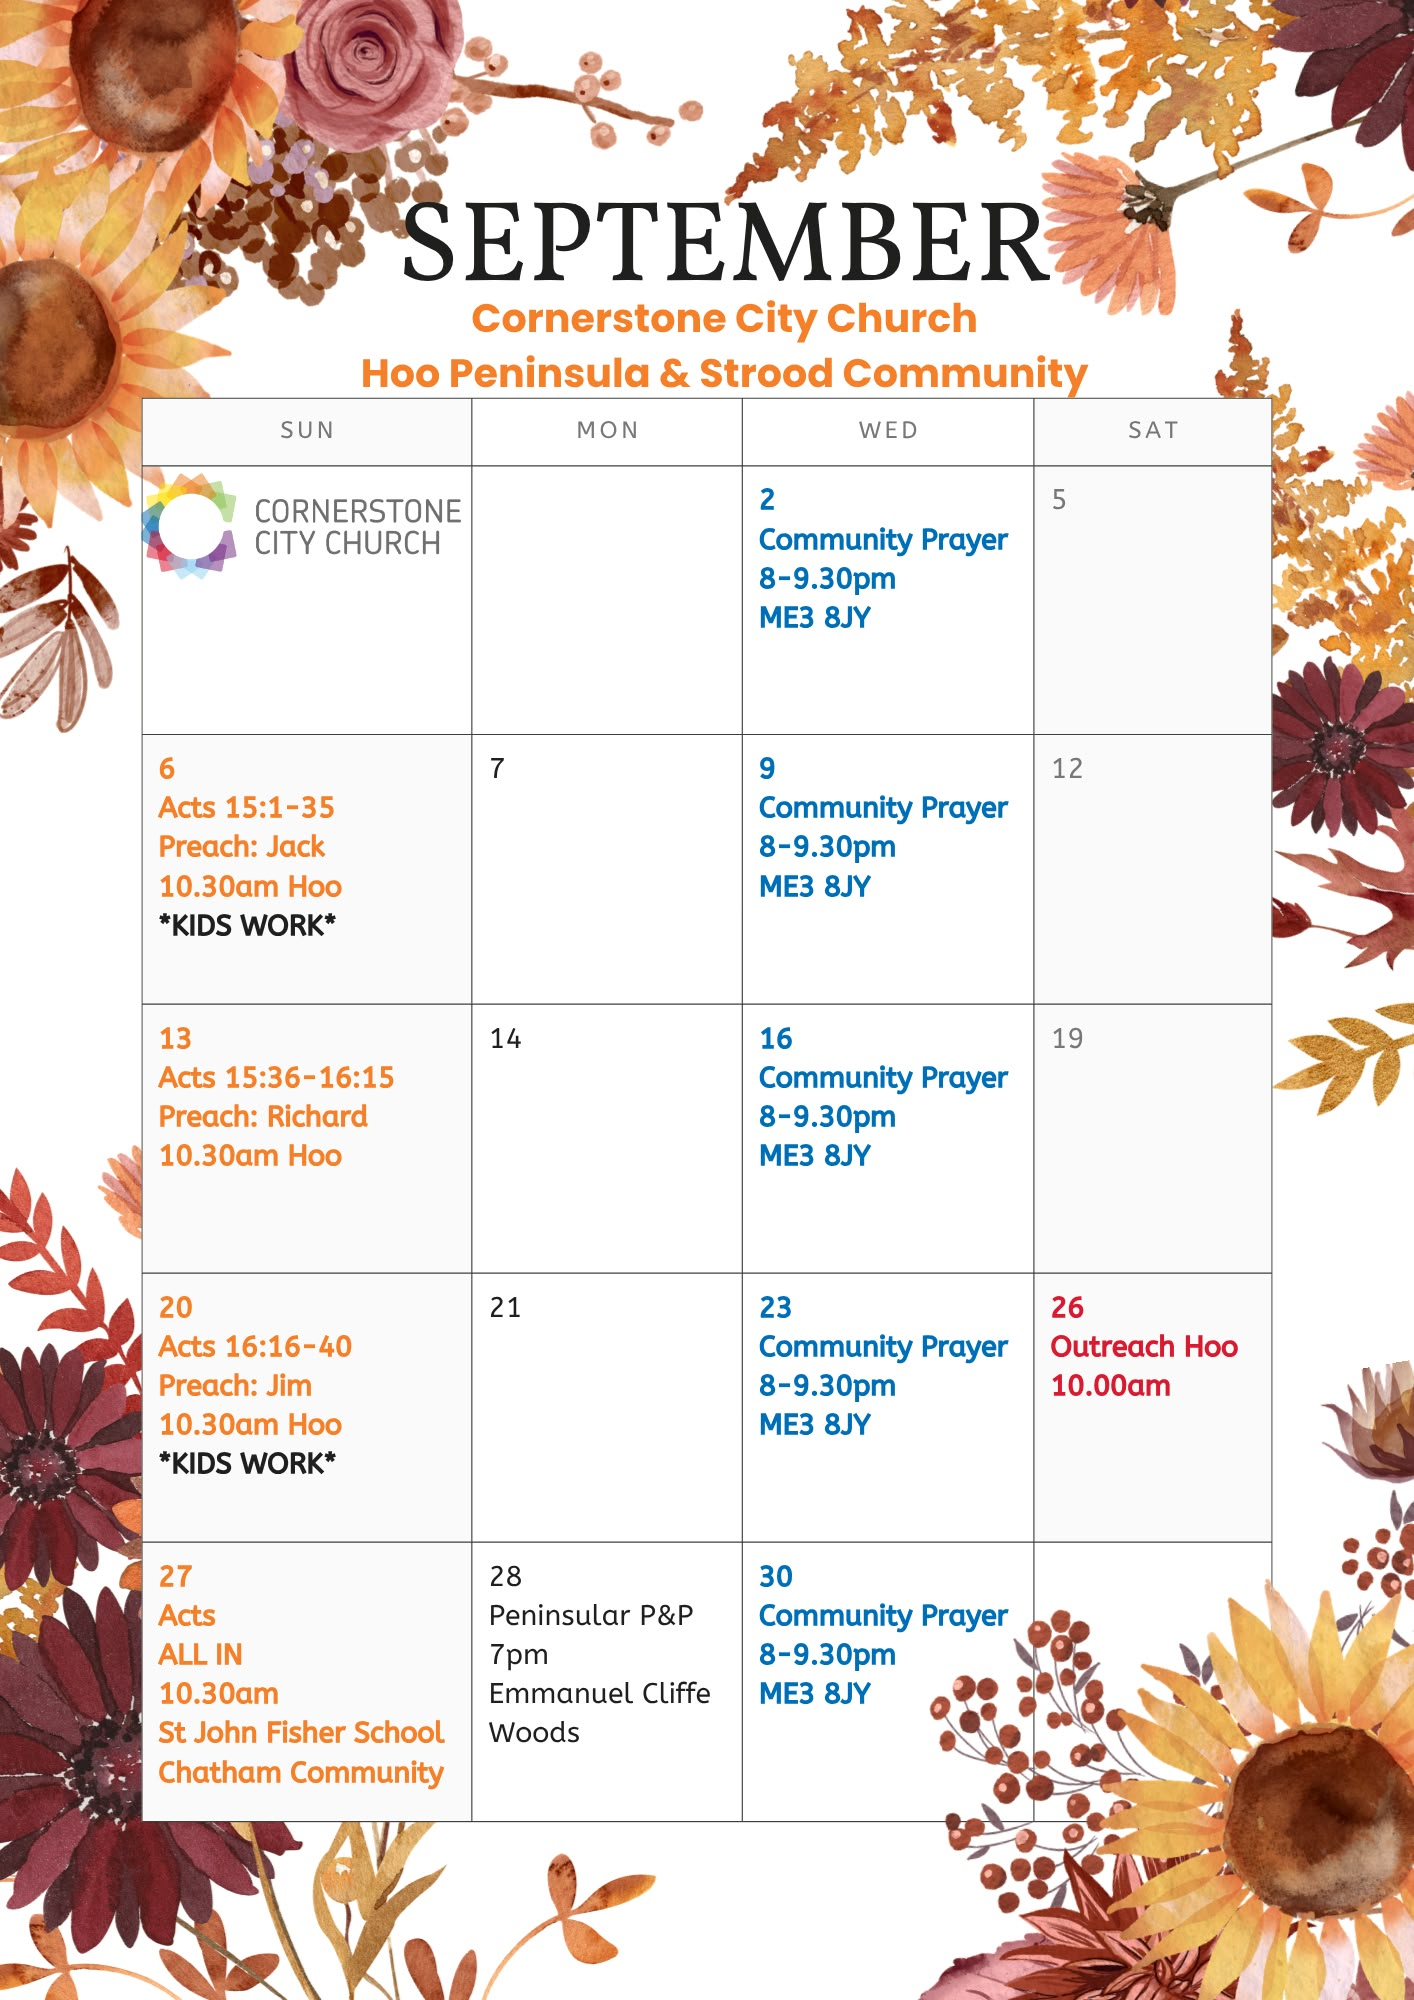 SEPTEMBER
Cornerstone City Church
Hoo Peninsula & Strood Community
SUN
MON
WED
SAT
CORNERSTONE
CITY CHURCH
2
Community Prayer
8-9.30pm
ME3 8JY
5
6
Acts 15:1-35
Preach: Jack
10.30am Hoo
*KIDS WORK*
7
9
Community Prayer
8-9.30pm
ME3 8JY
12
13
Acts 15:36-16:15
Preach: Richard
10.30am Hoo
14
16
Community Prayer
8-9.30pm
ME3 8JY
19
20
Acts 16:16-40
Preach: Jim
10.30am Hoo
*KIDS WORK*
21
23
Community Prayer
8-9.30pm
ME3 8JY
26
Outreach Hoo
10.00am
27
Acts
ALL IN
10.30am
St John Fisher School
Chatham Community
28
Peninsular P&P
7pm
Emmanuel Cliffe
Woods
30
Community Prayer
8-9.30pm
ME3 8JY